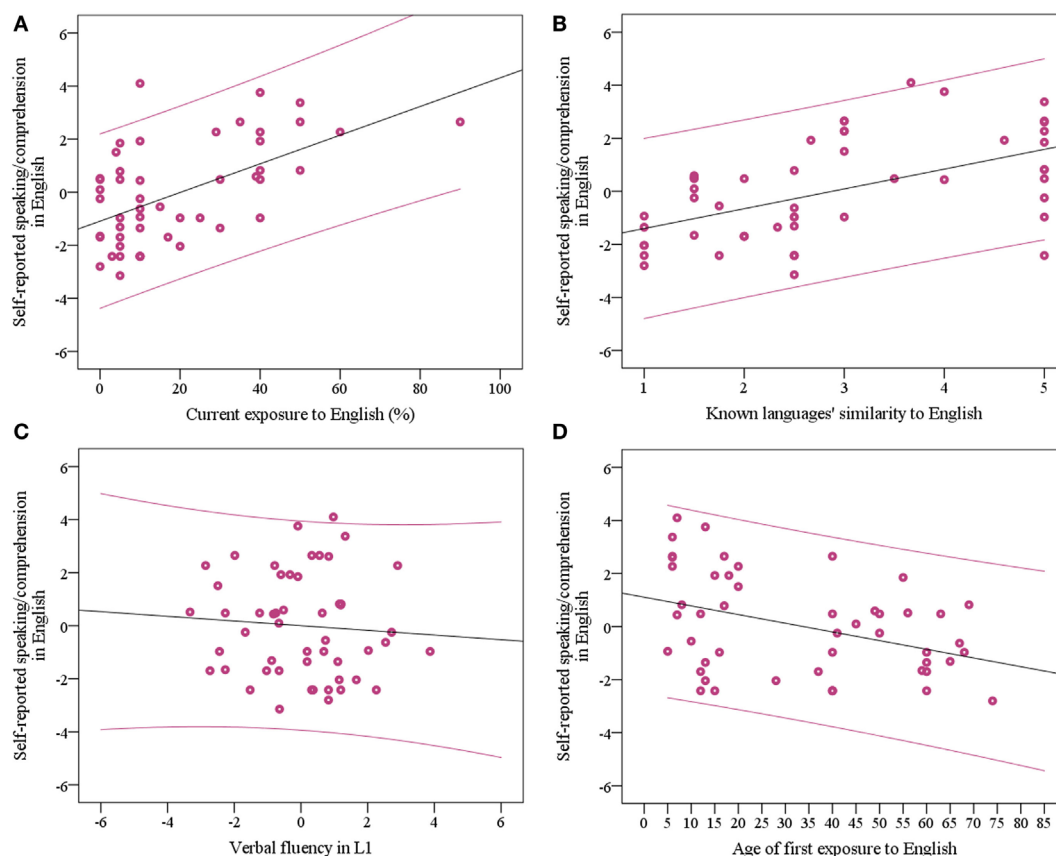 A
Self-reported speaking/comprehension
in English
6
4
2
0
-2
-4
-6
0 20 40 60 80 100
Current exposure to English (%)
B
Self-reported speaking/comprehension
in English
6
4
2
0
-2
-4
-6
1 2 3 4 5
Known languages' similarity to English
C
Self-reported speaking/comprehension
in English
6
4
2
0
-2
-4
-6
-6 -4 -2 0 2 4 6
Verbal fluency in L1
D
Self-reported speaking/comprehension
in English
6
4
2
0
-2
-4
-6
0 5 10 15 20 25 30 35 40 45 50 55 60 65 70 75 80 85
Age of first exposure to English